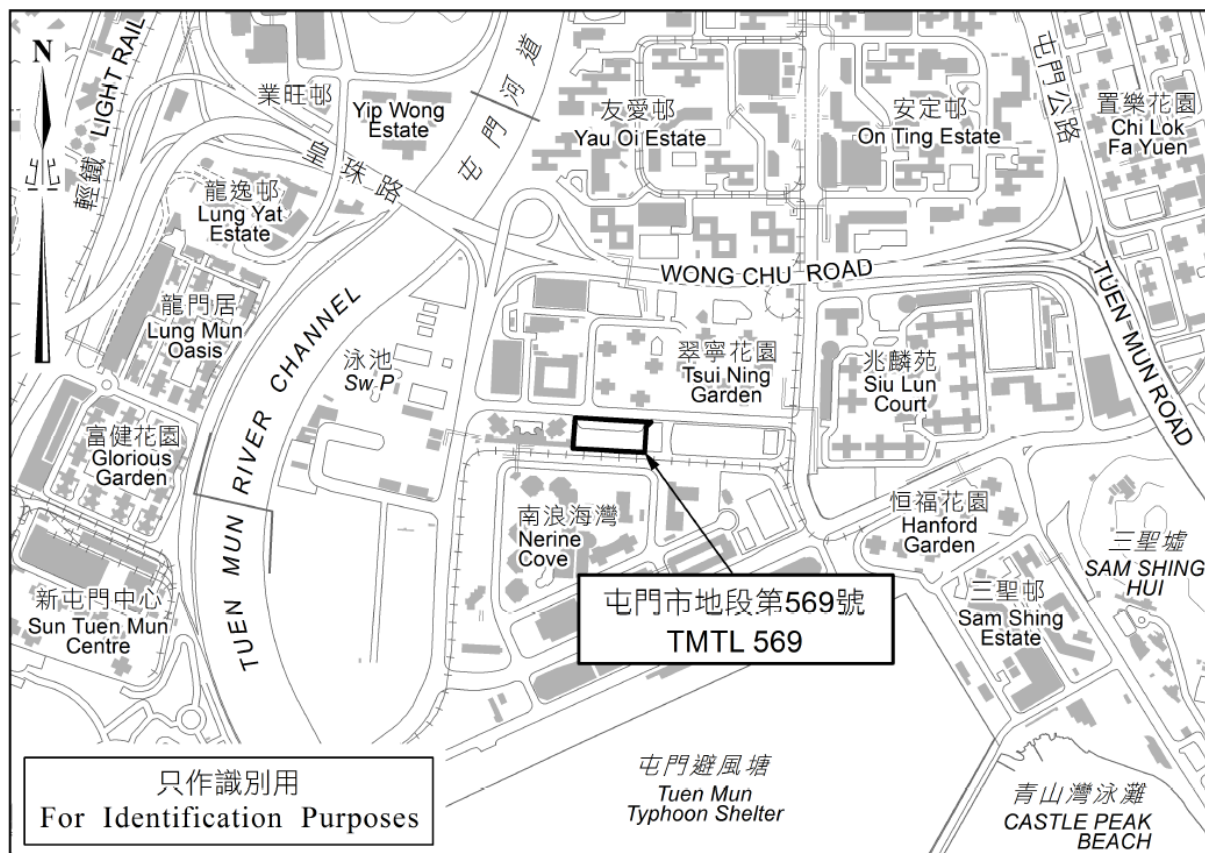 N
輕鐵 LIGHT RAIL
業旺邨
Yip Wong
Estate
屯門河道
皇珠路
友愛邨
Yau Oi Estate
安定邨
On Ting Estate
屯門公路
置樂花園
Chi Lok
Fa Yuen
龍逸邨
Lung Yat
Estate
WONG CHU ROAD
TUEN MUN ROAD
龍門居
Lung Mun
Oasis
泳池
Sw P
翠寧花園
Tsui Ning
Garden
兆麟苑
Siu Lun
Court
富健花園
Glorious
Garden
TUEN MUN RIVER CHANNEL
南浪海灣
Nerine
Cove
恒福花園
Hanford
Garden
三聖墟
SAM SHING
HUI
新屯門中心
Sun Tuen Mun
Centre
屯門市地段第569號
TMTL 569
三聖邨
Sam Shing
Estate
屯門避風塘
Tuen Mun
Typhoon Shelter
青山灣泳灘
CASTLE PEAK
BEACH
只作識別用
For Identification Purposes